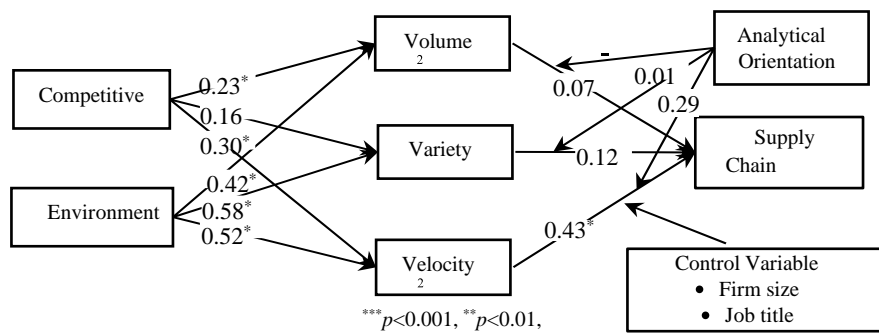 Competitive
Environment
Volume
2
Variety
Velocity
2
Analytical
Orientation
Supply
Chain
Control Variable
• Firm size
• Job title
0.23*
0.16
0.30*
0.42*
0.58*
0.52*
-
0.07
0.01
0.29
0.12
0.43*
***p<0.001, **p<0.01,